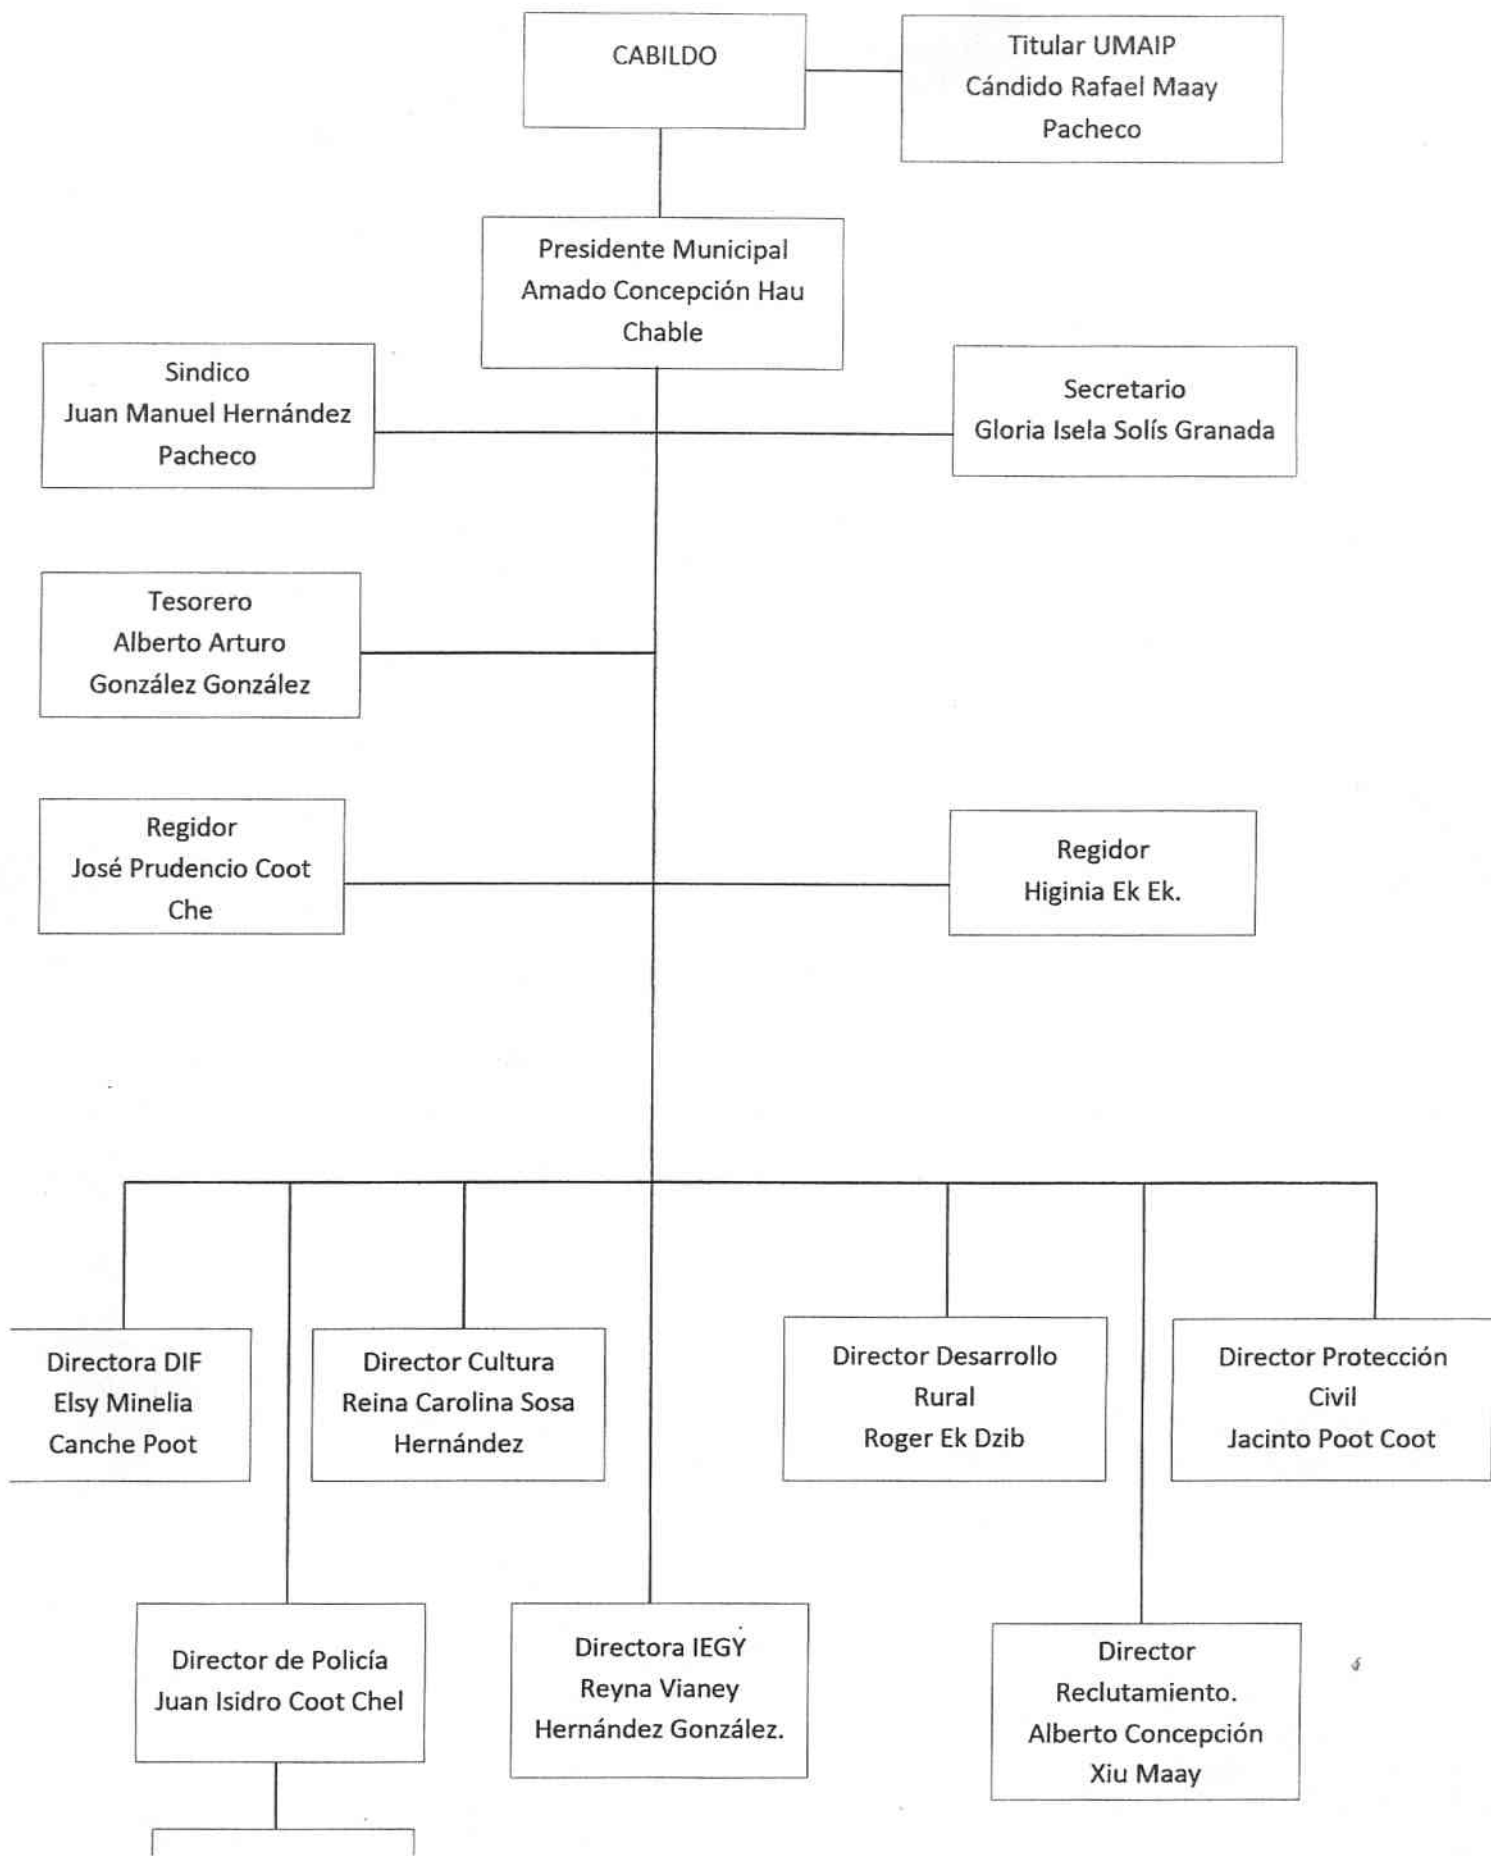 CABILDO
Titular UMAIP
Cándido Rafael Maay
Pacheco
Presidente Municipal
Amado Concepción Hau
Chable
Sindico
Juan Manuel Hernández
Pacheco
Secretario
Gloria Isela Solís Granada
Tesorero
Alberto Arturo
González González
Regidor
José Prudencio Coot
Che
Regidor
Higinia Ek Ek.
Directora DIF
Elsy Minelia
Canche Poot
Director Cultura
Reina Carolina Sosa
Hernández
Director Desarrollo
Rural
Roger Ek Dzib
Director Protección
Civil
Jacinto Poot Coot
Director de Policía
Juan Isidro Coot Chel
Directora IEGY
Reyna Vianey
Hernández González.
Director
Reclutamiento.
Alberto Concepción
Xiu Maay